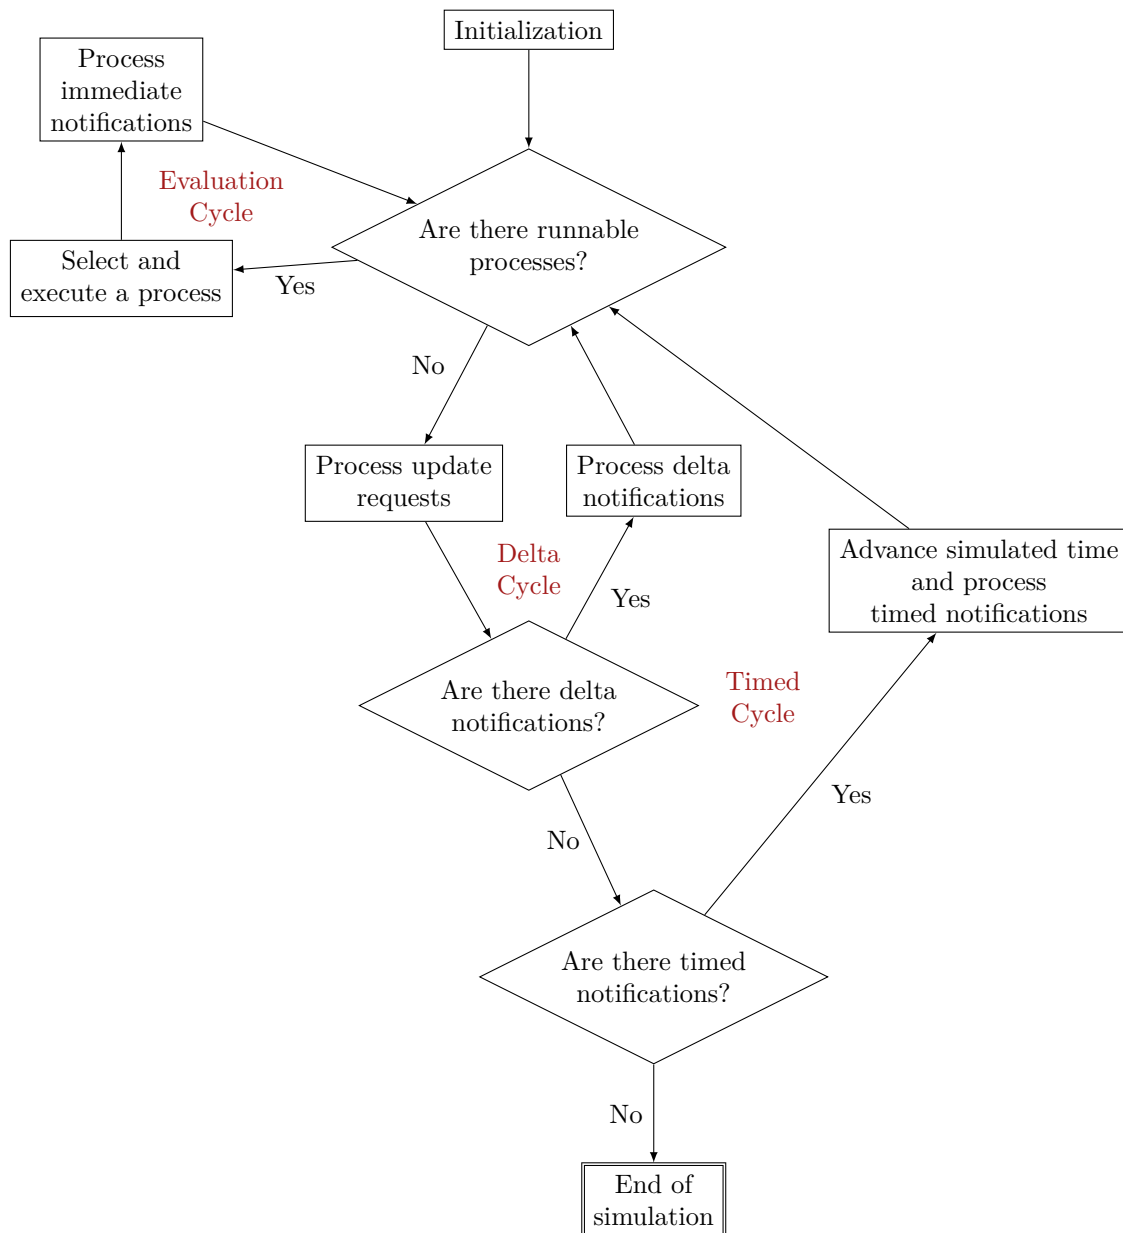 Initialization
Process
immediate
notifications
Evaluation
Cycle
Are there runnable
processes?
Select and
execute a process
Yes
No
Process update
requests
Process delta
notifications
Delta
Cycle
Yes
Advance simulated time
and process
timed notifications
Are there delta
notifications?
Timed
Cycle
Yes
No
Are there timed
notifications?
No
End of
simulation